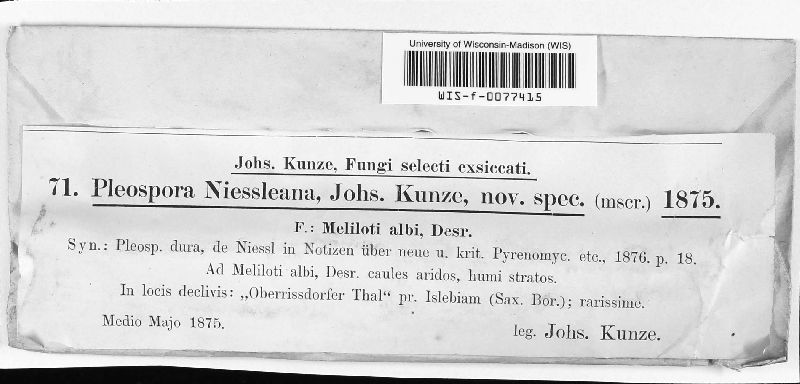 University of Wisconsin-Madison (WIS)
WIS-f-0077415
Johs. Kunze, Fungi selecti exsiccati.
71. Pleospora Niessleana, Johs. Kunze, nov. spec. (mscr.) 1875.
F.: Meliloti albi, Desr.
Syn.: Pleosp. dura, de Niessl in Notizen über neue u. krit. Pyrenomyc. etc., 1876. p. 18.
Ad Meliloti albi, Desr. caules aridos, humi stratos.
In locis declivis: „Oberrissdorfer Thal“ pr. Islebiam (Sax. Bor.); rarissime.
Medio Majo 1875.
leg. Johs. Kunze.